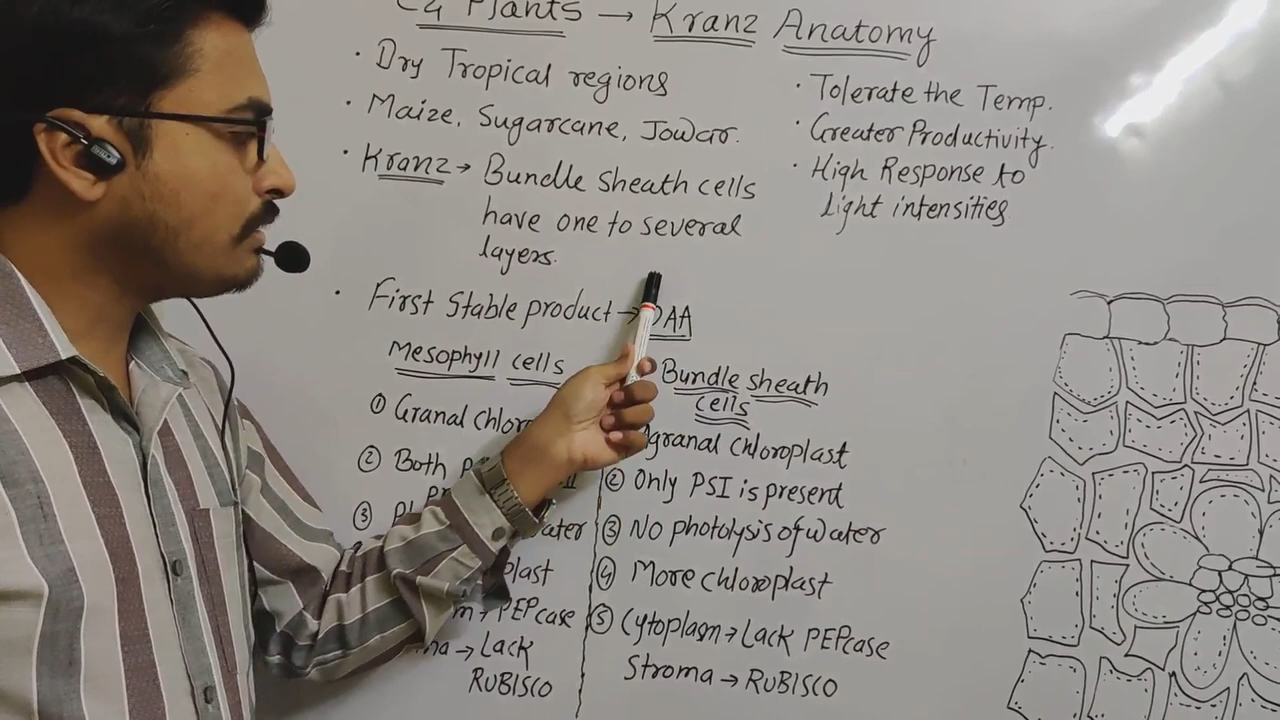 C4 Plants → Kranz Anatomy
· Dry Tropical regions
· Maize, Sugarcane, Jowar.
· Kranz → Bundle Sheath cells
have one to several
layers.
· Tolerate the Temp.
· Greater Productivity.
· High Response to
light intensities
· First Stable product → OAA
Mesophyll cells
① Granal chloro
② Both
③
water
plast
→ PEPcase
→ Lack
RUBISCO
Bundle sheath
cells
Agranal chloroplast
② Only PSI is present
③ No photolysis of water
④ More chloroplast
⑤ Cytoplasm → Lack PEPcase
Stroma → RUBISCO